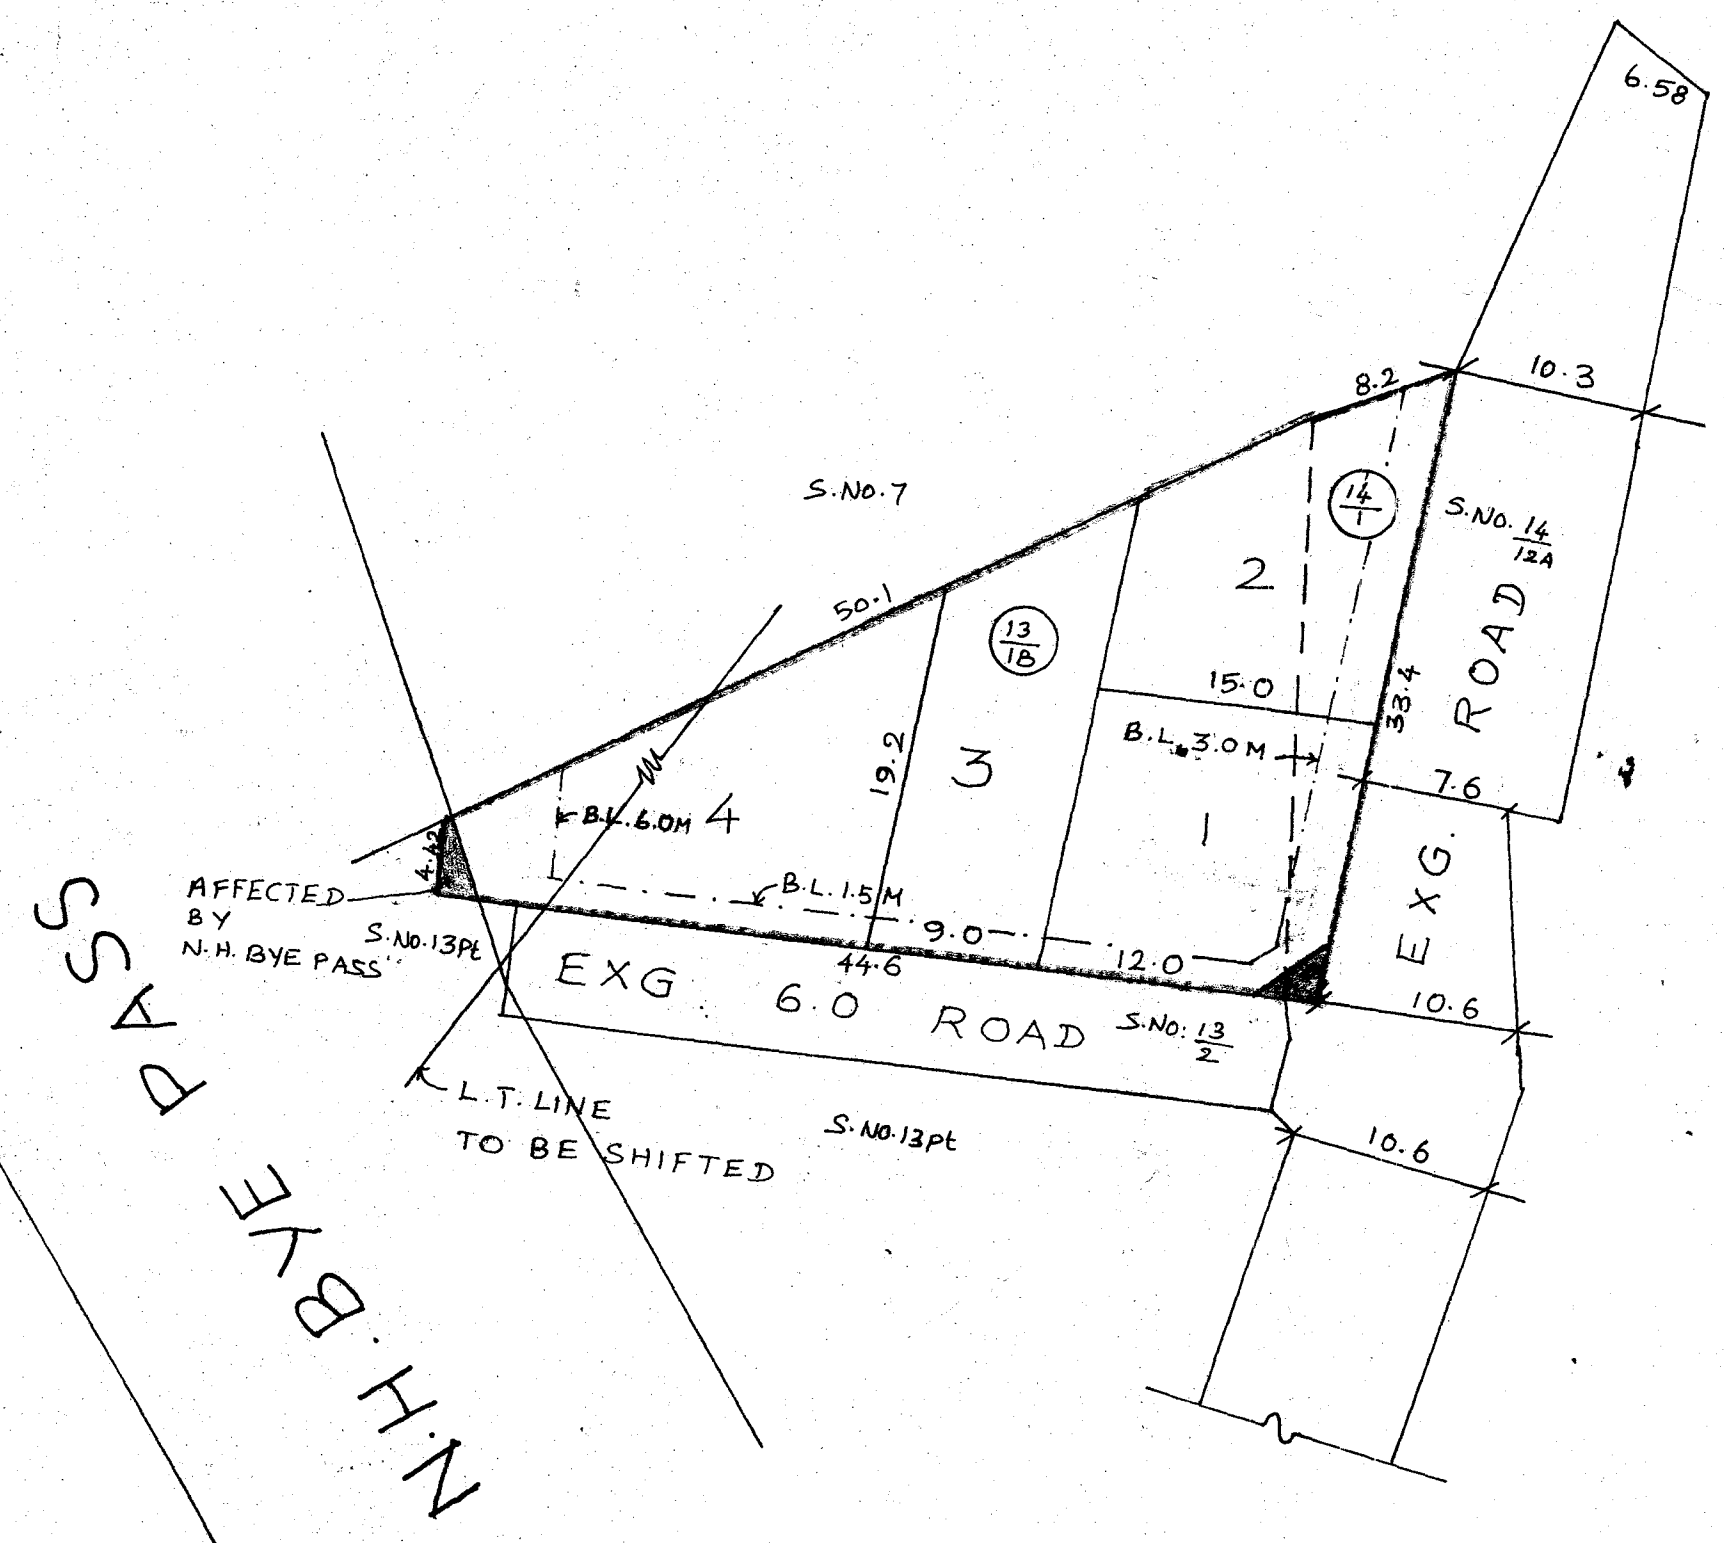 6.58
10.3
8.2
S.NO.7
14
1
S.NO. 14
12A
2
50.1
13
1B
ROAD
15.0
33.4
B.L. 3.0 M
19.2
3
7.6
B.L. 6.0M
4
1
4.42
EXG.
AFFECTED
BY
N.H. BYE PASS
B.L. 1.5 M
S.NO.13Pt
9.0
12.0
44.6
10.6
EXG 6.0 ROAD
S.NO: 13
2
L.T. LINE
TO BE SHIFTED
S.NO.13Pt
10.6
N.H. BYE PASS